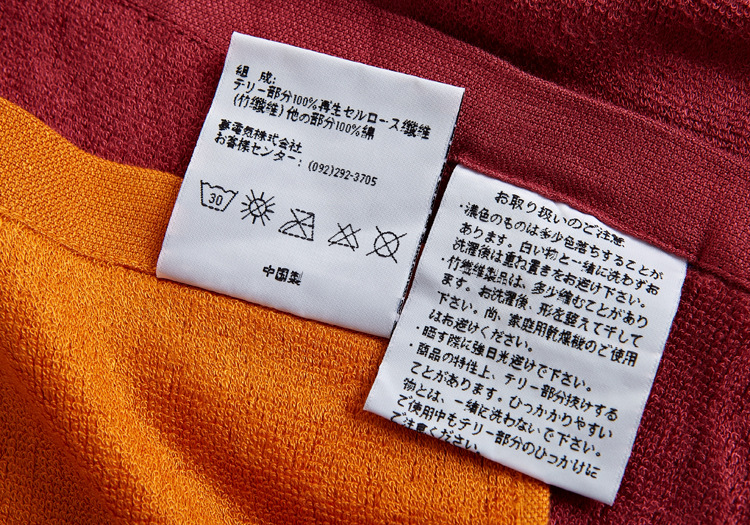 組 成:
テリー部分100%再生セルロース繊維
(竹繊維)他の部分100%綿
お客様センター: (092)292-3705
30
中国製
お取り扱いのご注意
・濃色のものは多少色落ちすることが
あります。白い物と一緒に洗わずお
洗濯後は重ね置きをお避け下さい。
・竹繊維製品は、多少縮むことがあり
ます。お洗濯後、形を整えて干して
下さい。尚、家庭用乾燥機のご使用
はお避けください。
・晒す際に強日光避けで下さい。
・商品の特性上、テリー部分抜けする
てとがあります。ひっかかりやすい
物とは、一緒に洗わないで下さい。
ご使用中もテリー部分のひつかけに
ご注意ください。